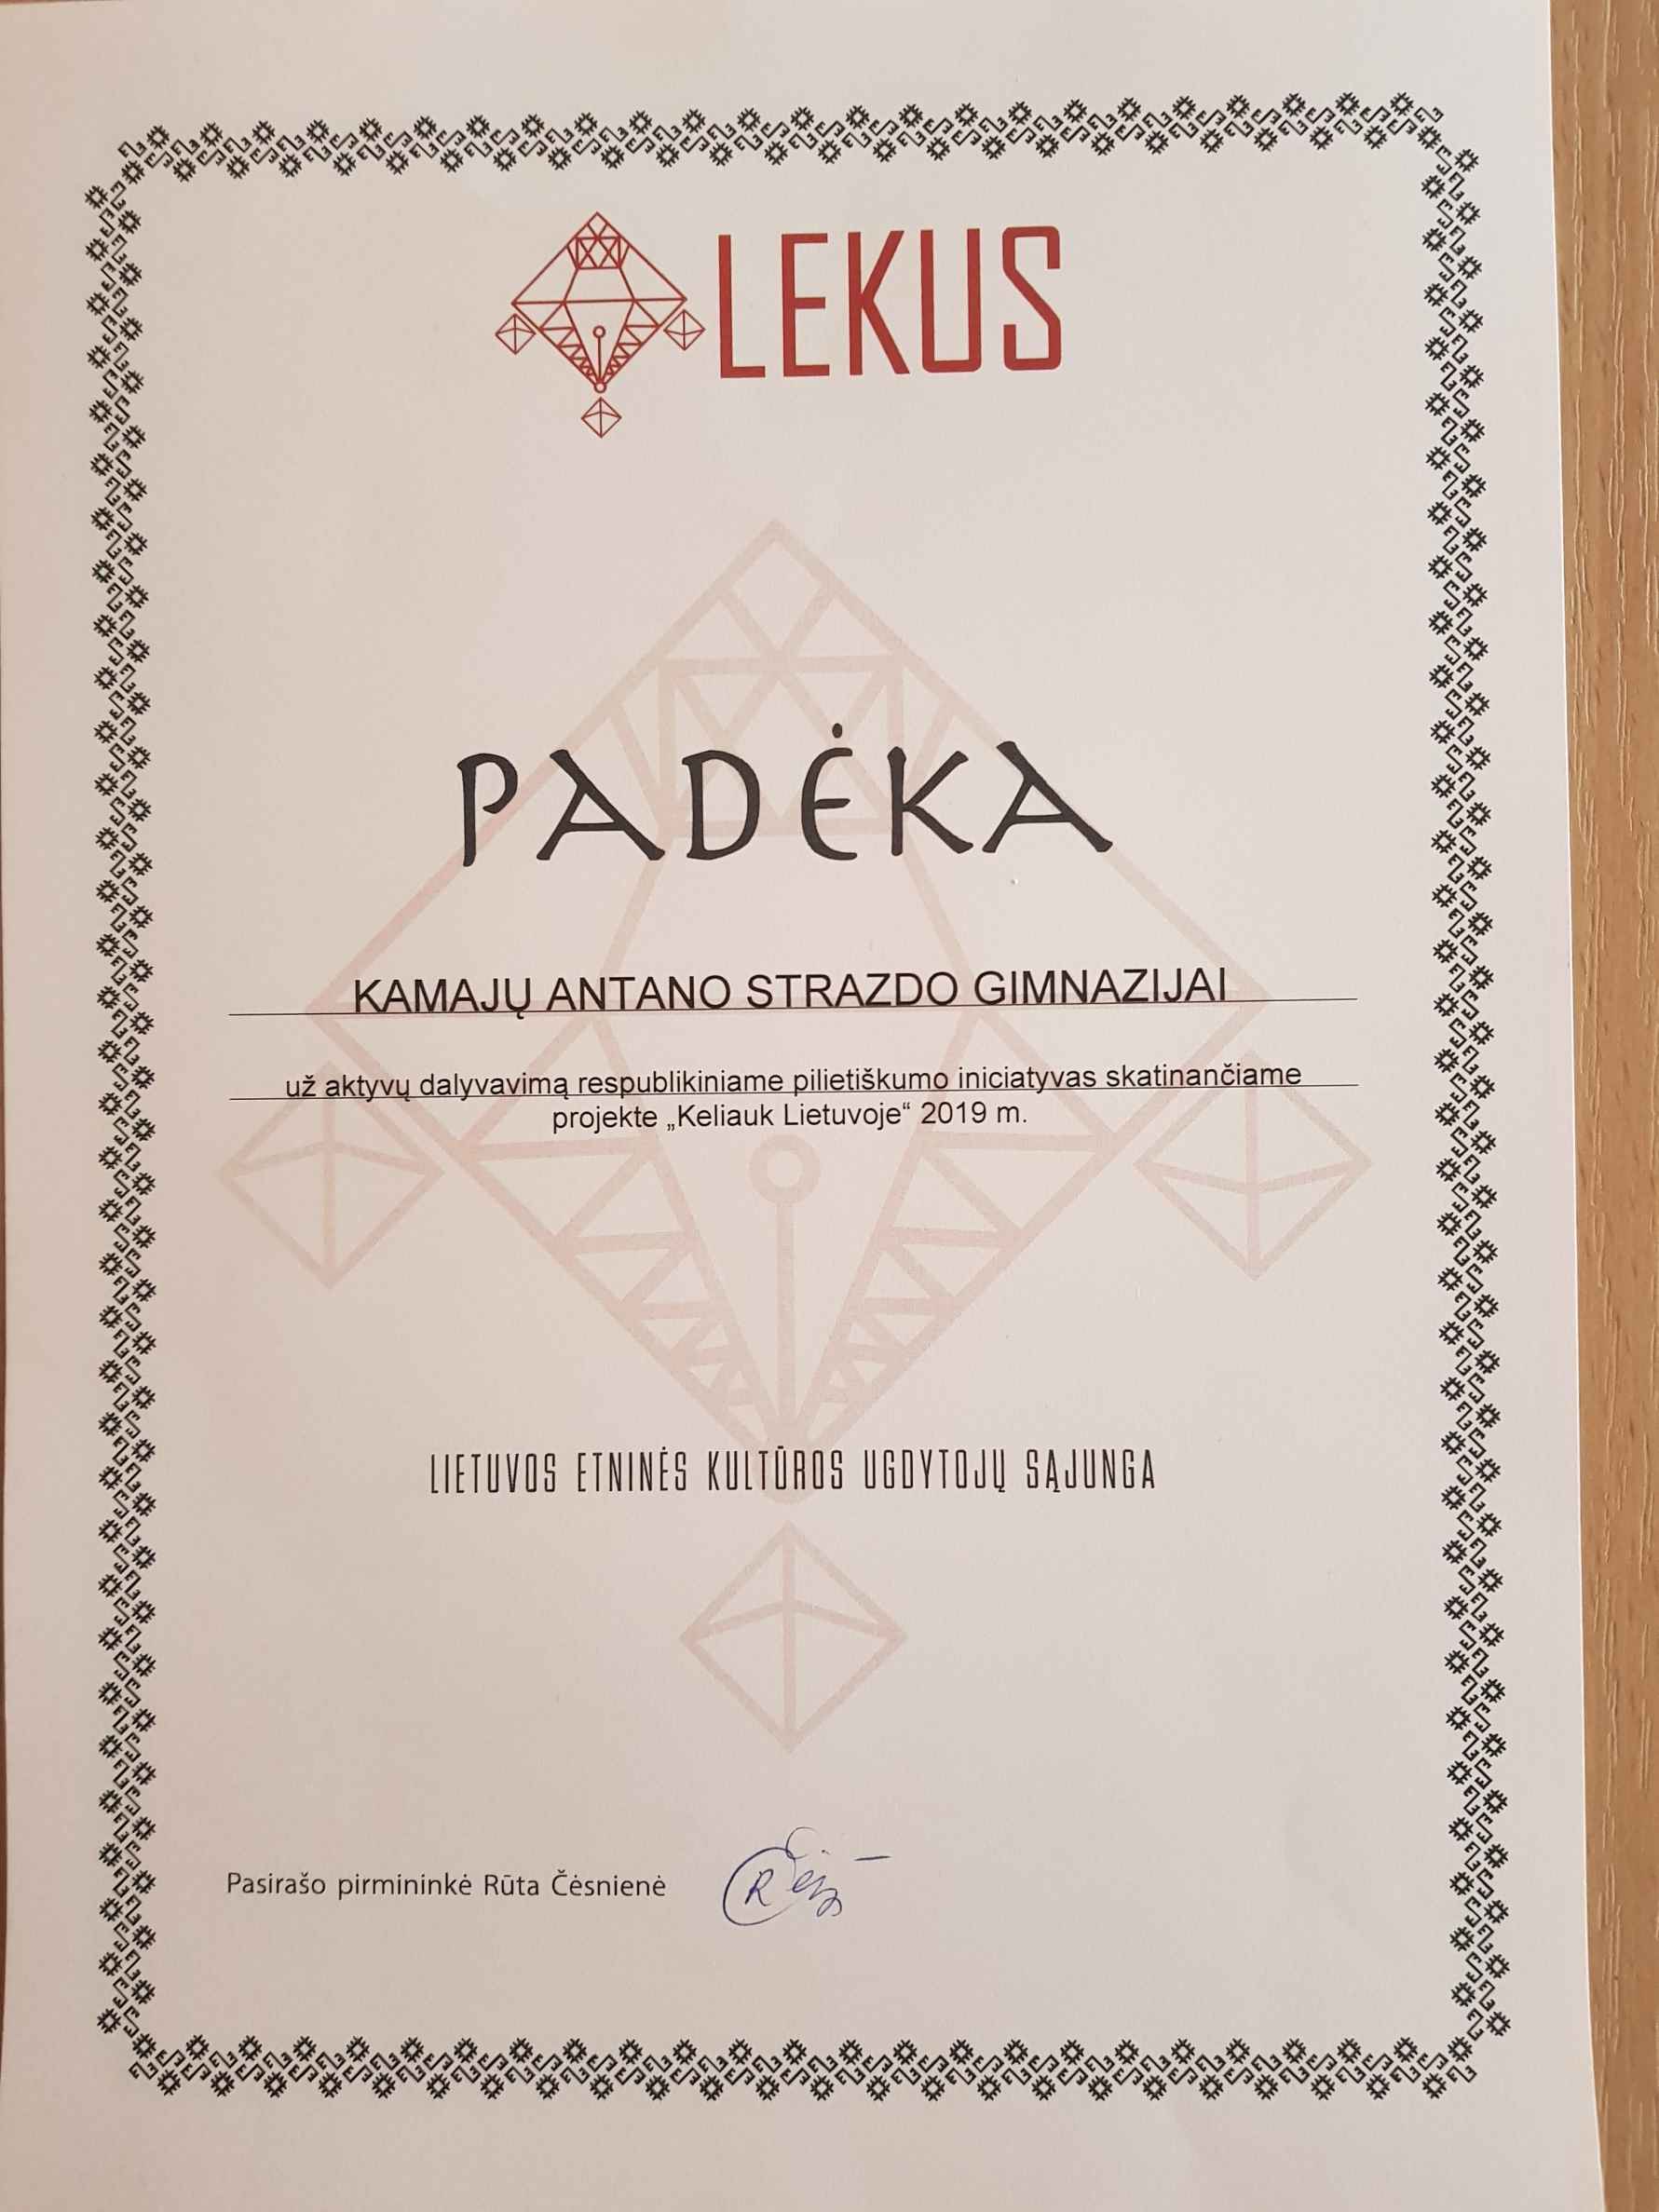 LEKUS
PADĖKA
KAMAJŲ ANTANO STRAZDO GIMNAZIJAI
už aktyvų dalyvavimą respublikiniame pilietiškumo iniciatyvas skatinančiame
projekte „Keliauk Lietuvoje“ 2019 m.
LIETUVOS ETNINĖS KULTŪROS UGDYTOJŲ SĄJUNGA
Pasirašo pirmininkė Rūta Čėsnienė